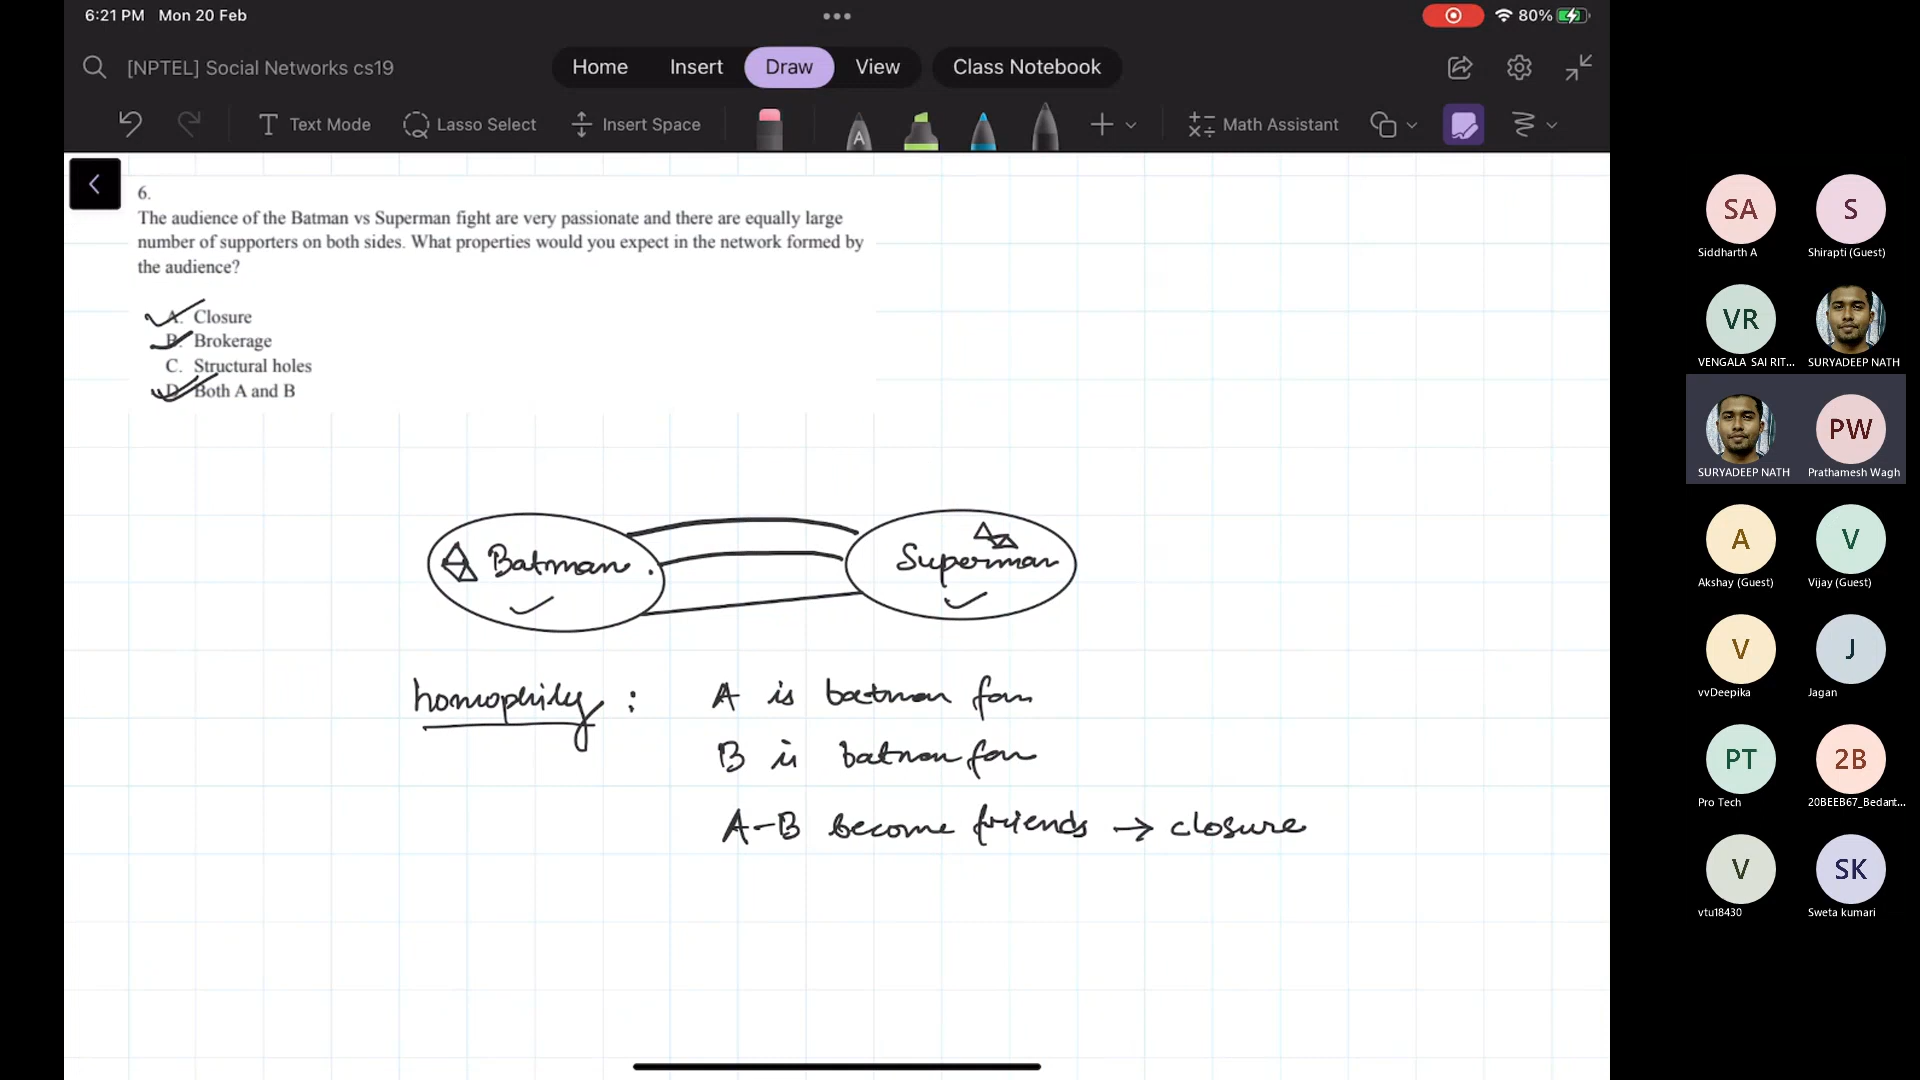 6:21 PM Mon 20 Feb
80%
[NPTEL] Social Networks cs19
Home Insert Draw View Class Notebook
Text Mode Lasso Select Insert Space A Math Assistant
6.
The audience of the Batman vs Superman fight are very passionate and there are equally large
number of supporters on both sides. What properties would you expect in the network formed by
the audience?
A. Closure
B. Brokerage
C. Structural holes
D. Both A and B
Batman
Superman
homophily : A is batman fan
B is batman fan
A-B become friends → closure
SA
Siddharth A
S
Shirapti (Guest)
VR
VENGALA SAI RIT...
SURYADEEP NATH
SURYADEEP NATH
PW
Prathamesh Wagh
A
Akshay (Guest)
V
Vijay (Guest)
V
vvDeepika
J
Jagan
PT
Pro Tech
2B
20BEEB67_Bedant...
V
vtu18430
SK
Sweta kumari